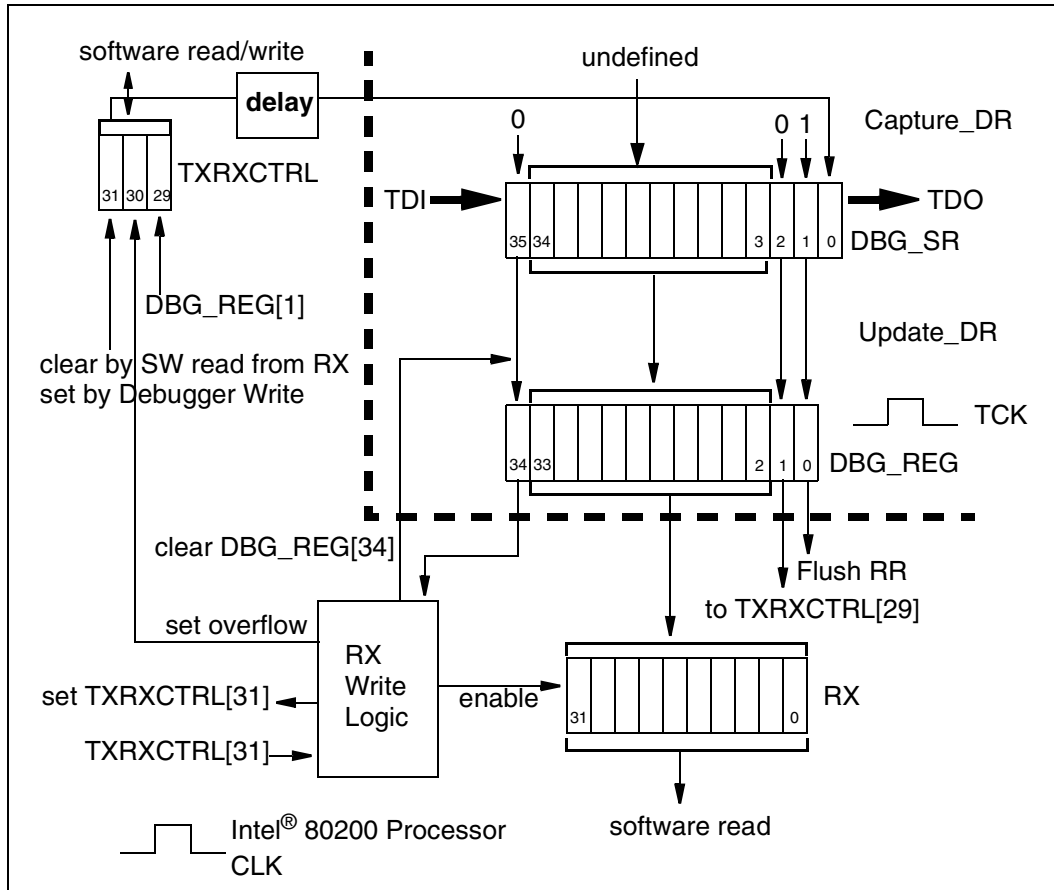 software read/write
undefined
delay
0
0 1
Capture_DR
TXRXCTRL
31 30 29
TDI
TDO
35 34 3 2 1 0
DBG_SR
DBG_REG[1]
Update_DR
clear by SW read from RX
set by Debugger Write
TCK
34 33 2 1 0
DBG_REG
clear DBG_REG[34]
Flush RR
to TXRXCTRL[29]
set overflow
RX
Write
Logic
set TXRXCTRL[31]
enable
RX
31 0
TXRXCTRL[31]
software read
Intel® 80200 Processor
CLK